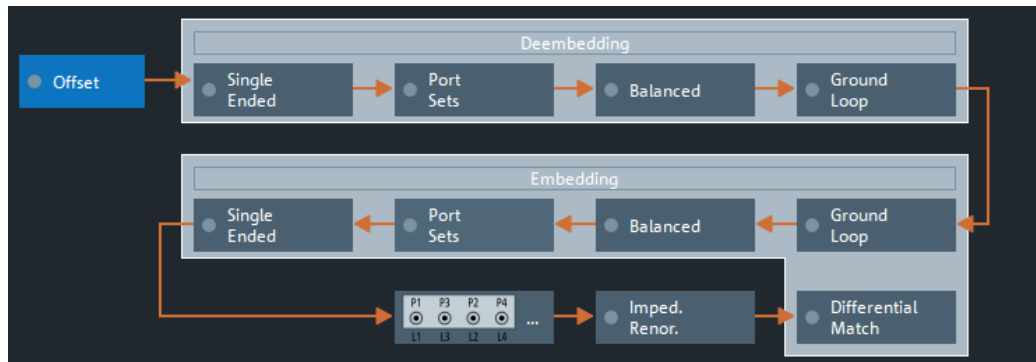 Deembedding
Offset
Single
Ended
Port
Sets
Balanced
Ground
Loop
Embedding
Single
Ended
Port
Sets
Balanced
Ground
Loop
P1 P3 P2 P4
L1 L3 L2 L4
...
Imped.
Renor.
Differential
Match